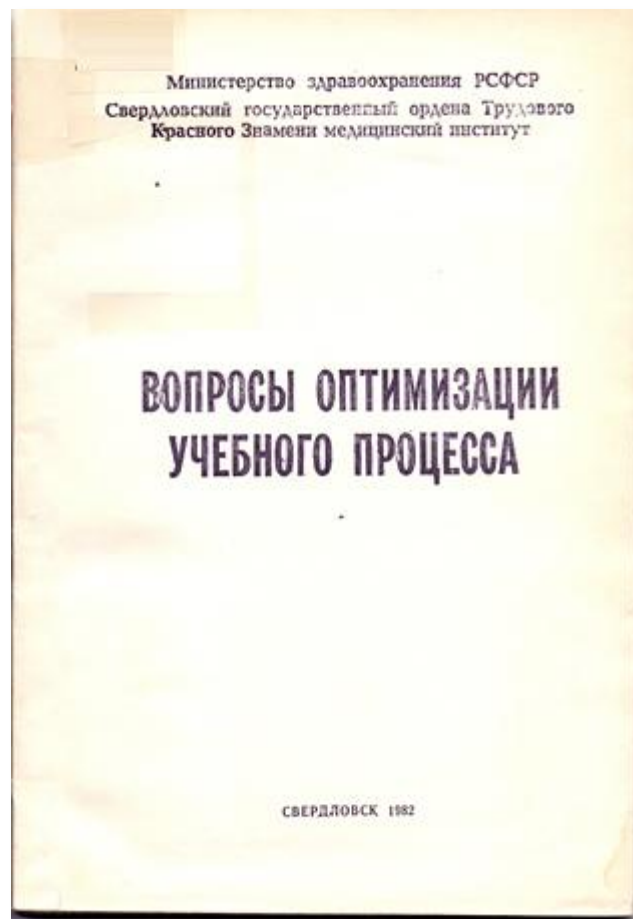 Министерство здравоохранения РСФСР
Свердловский государственный ордена Трудового
Красного Знамени медицинский институт
ВОПРОСЫ ОПТИМИЗАЦИИ
УЧЕБНОГО ПРОЦЕССА
СВЕРДЛОВСК 1982